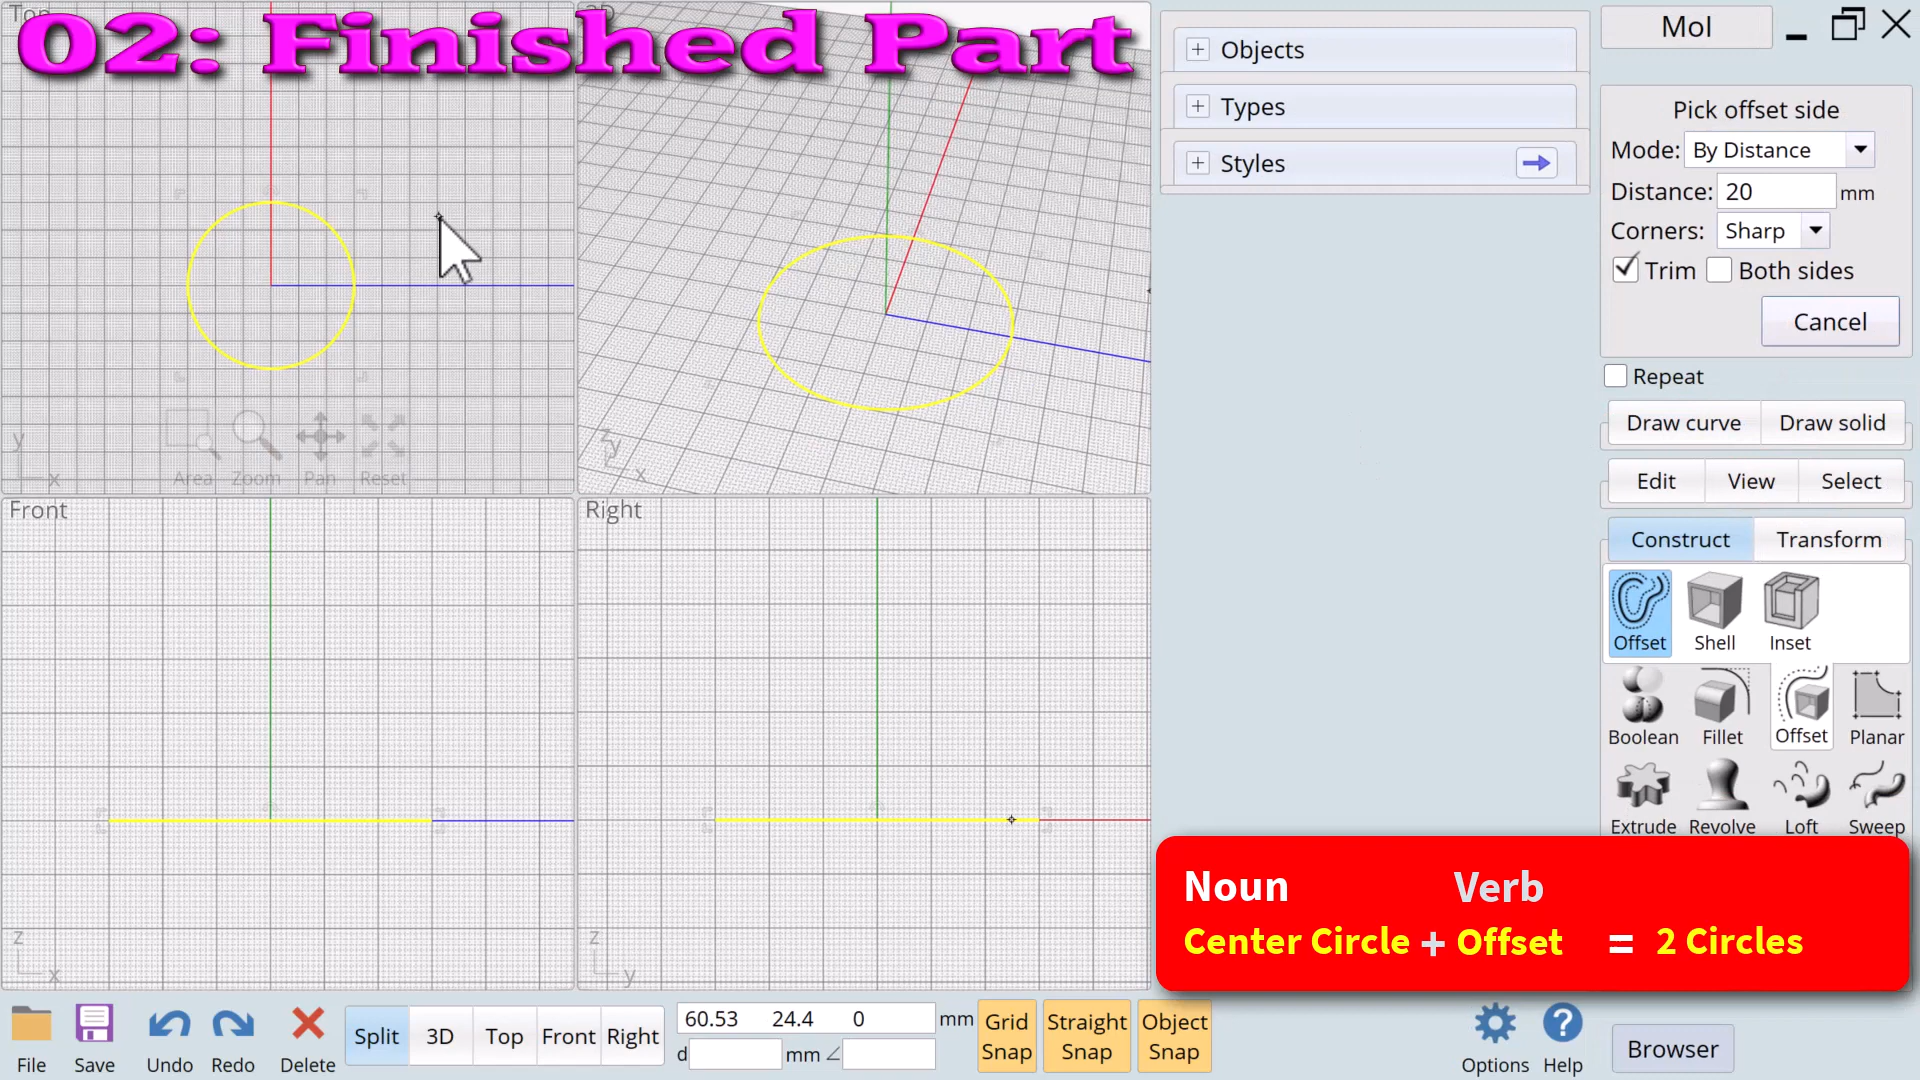 Top
3D
02: Finished Part
Objects
Types
Styles
MoI
Pick offset side
Mode: By Distance
Distance: 20 mm
Corners: Sharp
Trim Both sides
Cancel
Repeat
Draw curve Draw solid
Edit View Select
Construct Transform
Offset Shell Inset
Boolean Fillet Offset Planar
Extrude Revolve Loft Sweep
y
x
Area Zoom Pan Reset
z
y
x
Front
z
x
Right
z
y
Noun Verb
Center Circle + Offset = 2 Circles
File Save Undo Redo Delete
Split 3D Top Front Right
60.53 24.4 0 mm
d mm ∠
Grid Snap
Straight Snap
Object Snap
Options Help
Browser